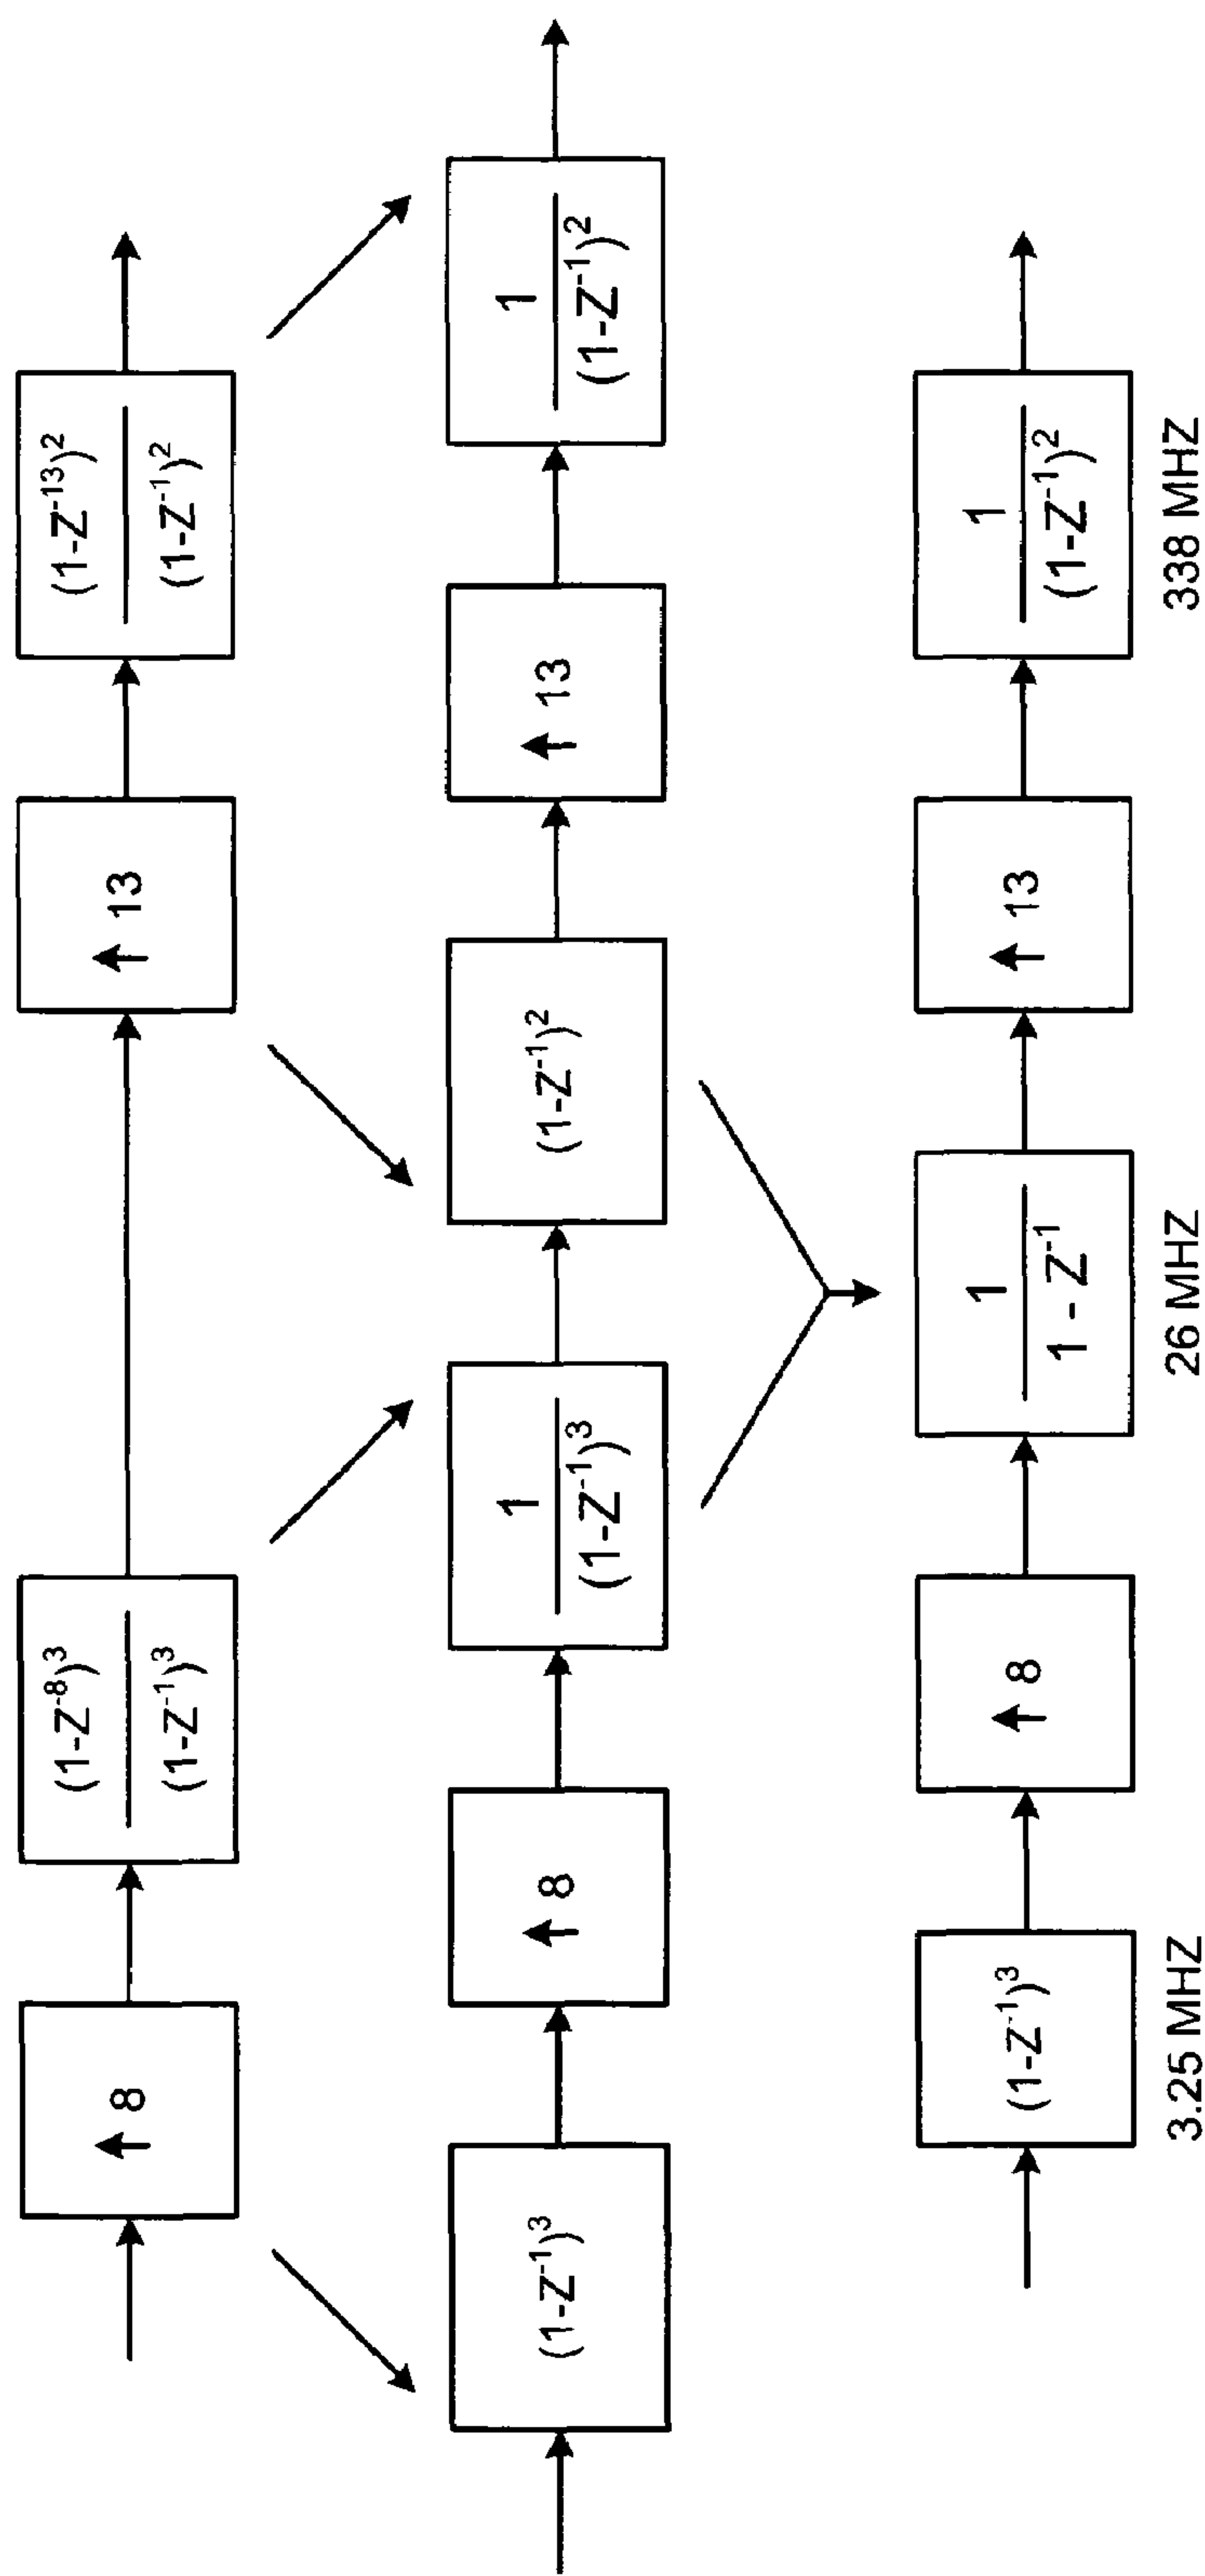 ↑ 8
(1-Z⁻⁸)³
(1-Z⁻¹)³
↑ 13
(1-Z⁻¹³)²
(1-Z⁻¹)²
(1-Z⁻¹)³
↑ 8
1
(1-Z⁻¹)³
(1-Z⁻¹)²
↑ 13
1
(1-Z⁻¹)²
(1-Z⁻¹)³
↑ 8
1
1 - Z⁻¹
↑ 13
1
(1-Z⁻¹)²
3.25 MHZ
26 MHZ
338 MHZ